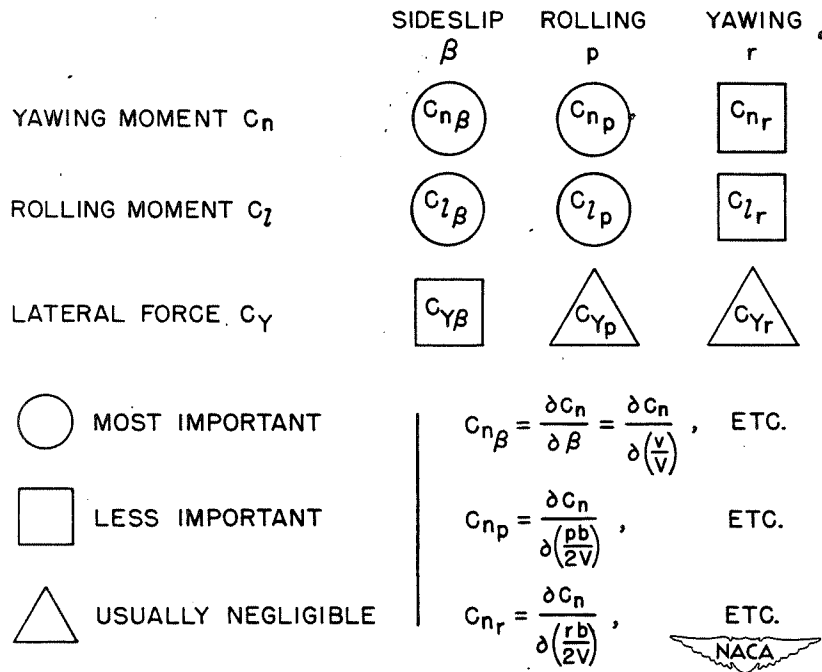 SIDESLIP ROLLING YAWING
β p r
YAWING MOMENT Cn Cnβ Cnp Cnr
ROLLING MOMENT Cl Clβ Clp Clr
LATERAL FORCE CY CYβ CYp CYr
MOST IMPORTANT
LESS IMPORTANT
USUALLY NEGLIGIBLE
Cnβ = ∂Cn/∂β = ∂Cn/∂(v/V), ETC.
Cnp = ∂Cn/∂(pb/2V), ETC.
Cnr = ∂Cn/∂(rb/2V), ETC.
NACA